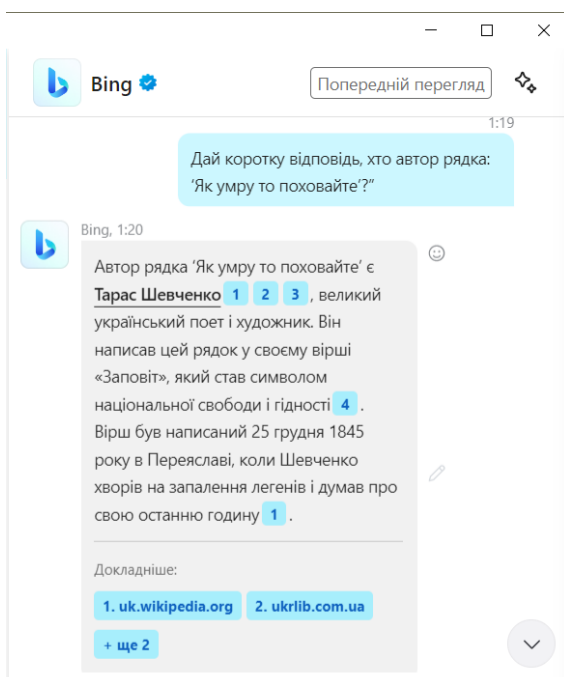 Bing
Попередній перегляд
1:19
Дай коротку відповідь, хто автор рядка:
‘Як умру то поховайте’?”
Bing, 1:20
Автор рядка ‘Як умру то поховайте’ є
Тарас Шевченко 1 2 3 , великий
український поет і художник. Він
написав цей рядок у своєму вірші
«Заповіт», який став символом
національної свободи і гідності 4 .
Вірш був написаний 25 грудня 1845
року в Переяславі, коли Шевченко
хворів на запалення легенів і думав про
свою останню годину 1 .
Докладніше:
1. uk.wikipedia.org 2. ukrlib.com.ua
+ ще 2